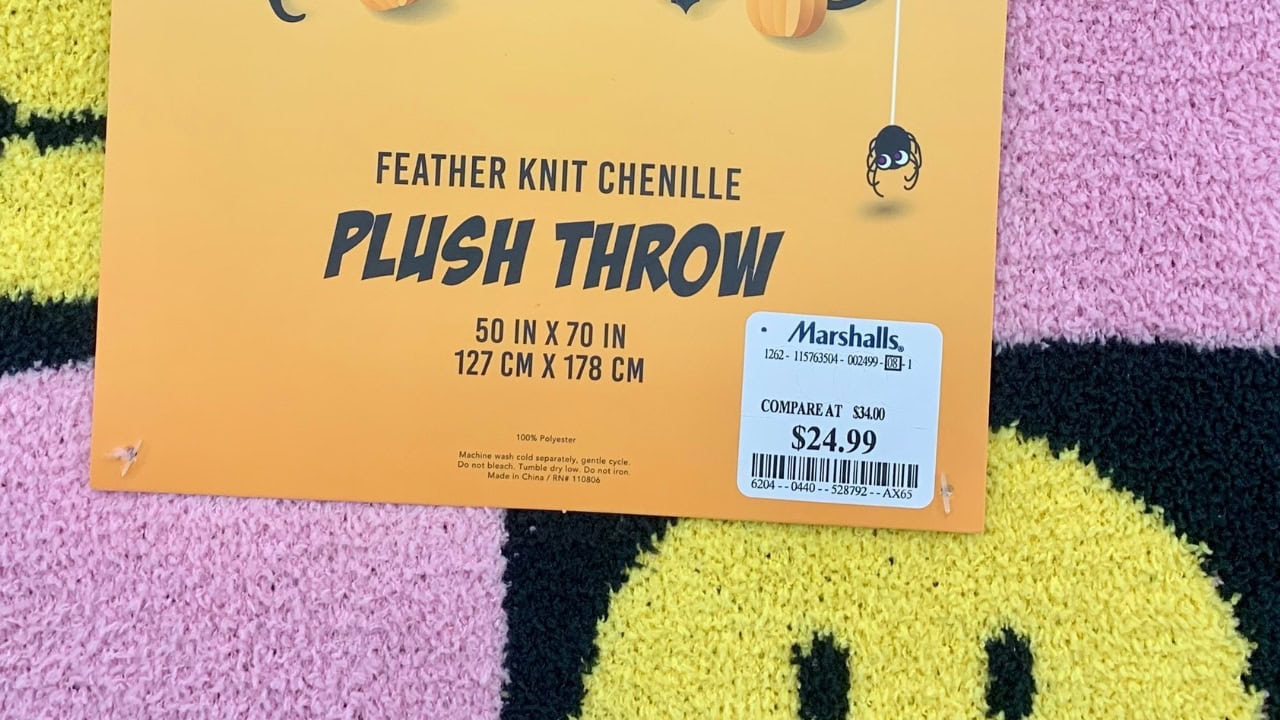 FEATHER KNIT CHENILLE
PLUSH THROW
50 IN X 70 IN
127 CM X 178 CM
100% Polyester
Machine wash cold separately, gentle cycle.
Do not bleach. Tumble dry low. Do not iron.
Made in China / RN# 110806
Marshalls®
1262 - 115763504 - 002499 - 08 - 1
COMPARE AT $34.00
$24.99
6204 - - 0440 - - 528792 - - AX65